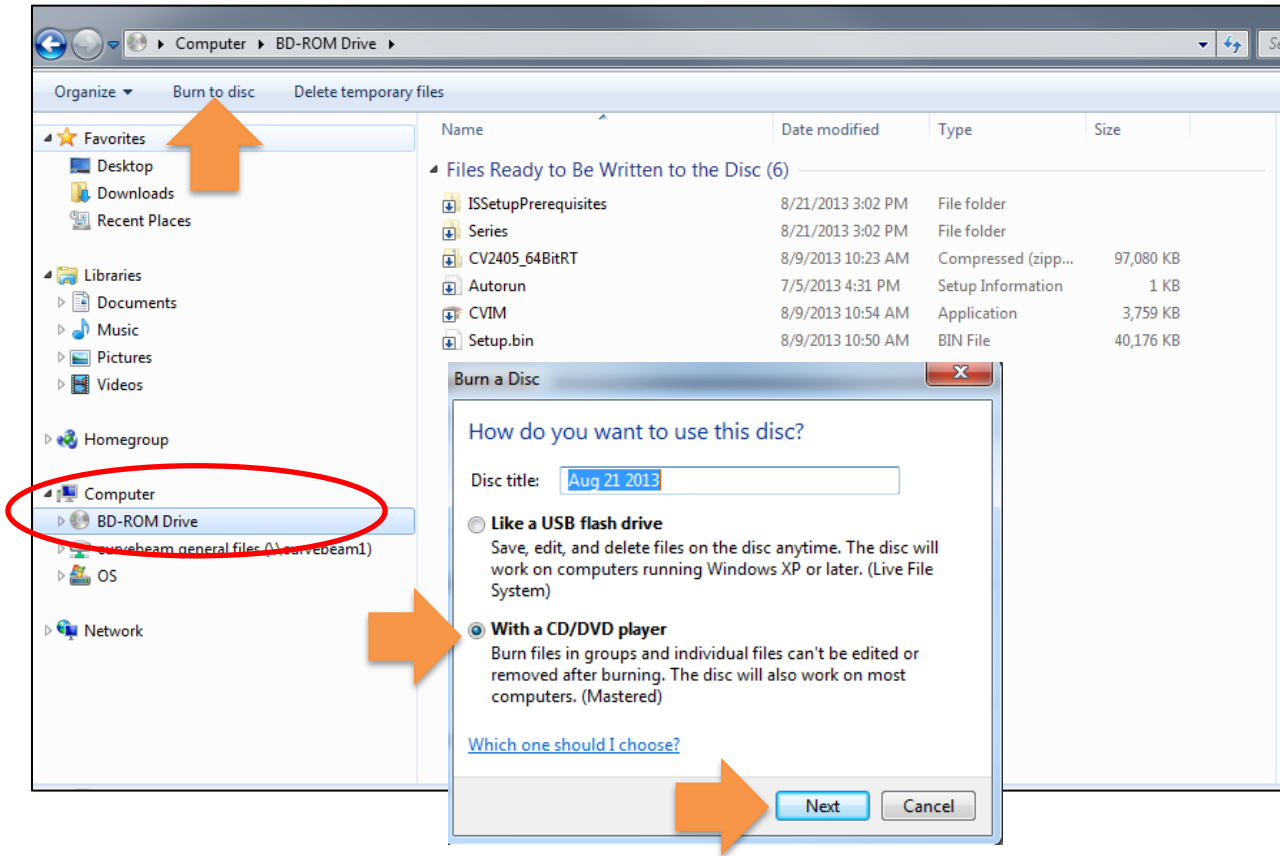 Computer BD-ROM Drive
Se
Organize Burn to disc Delete temporary files
Favorites
Desktop
Downloads
Recent Places
Libraries
Documents
Music
Pictures
Videos
Homegroup
Computer
BD-ROM Drive
curvebeam general files (\\curvebeam1)
OS
Network
Name Date modified Type Size
Files Ready to Be Written to the Disc (6)
ISSetupPrerequisites 8/21/2013 3:02 PM File folder
Series 8/21/2013 3:02 PM File folder
CV2405_64BitRT 8/9/2013 10:23 AM Compressed (zipp... 97,080 KB
Autorun 7/5/2013 4:31 PM Setup Information 1 KB
CVIM 8/9/2013 10:54 AM Application 3,759 KB
Setup.bin 8/9/2013 10:50 AM BIN File 40,176 KB
Burn a Disc
How do you want to use this disc?
Disc title: Aug 21 2013
Like a USB flash drive
Save, edit, and delete files on the disc anytime. The disc will
work on computers running Windows XP or later. (Live File
System)
With a CD/DVD player
Burn files in groups and individual files can't be edited or
removed after burning. The disc will also work on most
computers. (Mastered)
Which one should I choose?
Next Cancel